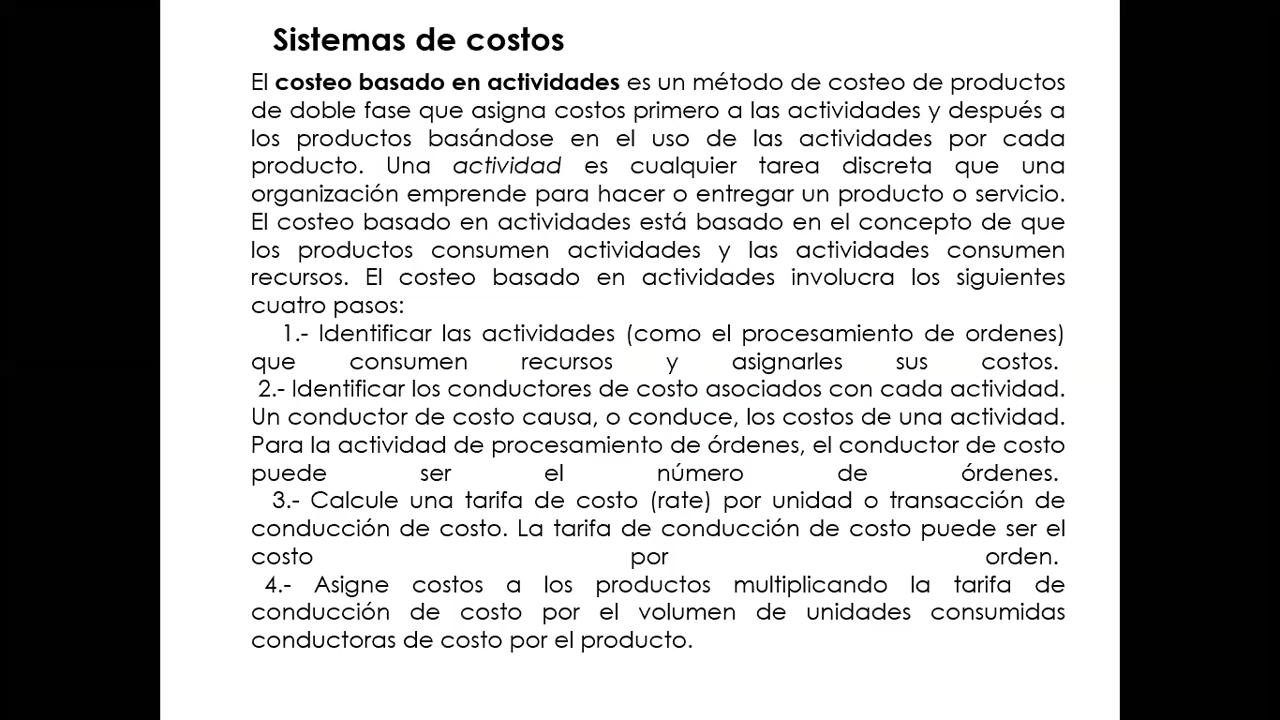 Sistemas de costos
El costeo basado en actividades es un método de costeo de productos
de doble fase que asigna costos primero a las actividades y después a
los productos basándose en el uso de las actividades por cada
producto. Una actividad es cualquier tarea discreta que una
organización emprende para hacer o entregar un producto o servicio.
El costeo basado en actividades está basado en el concepto de que
los productos consumen actividades y las actividades consumen
recursos. El costeo basado en actividades involucra los siguientes
cuatro pasos:
1.- Identificar las actividades (como el procesamiento de ordenes)
que consumen recursos y asignarles sus costos.
2.- Identificar los conductores de costo asociados con cada actividad.
Un conductor de costo causa, o conduce, los costos de una actividad.
Para la actividad de procesamiento de órdenes, el conductor de costo
puede ser el número de órdenes.
3.- Calcule una tarifa de costo (rate) por unidad o transacción de
conducción de costo. La tarifa de conducción de costo puede ser el
costo por orden.
4.- Asigne costos a los productos multiplicando la tarifa de
conducción de costo por el volumen de unidades consumidas
conductoras de costo por el producto.